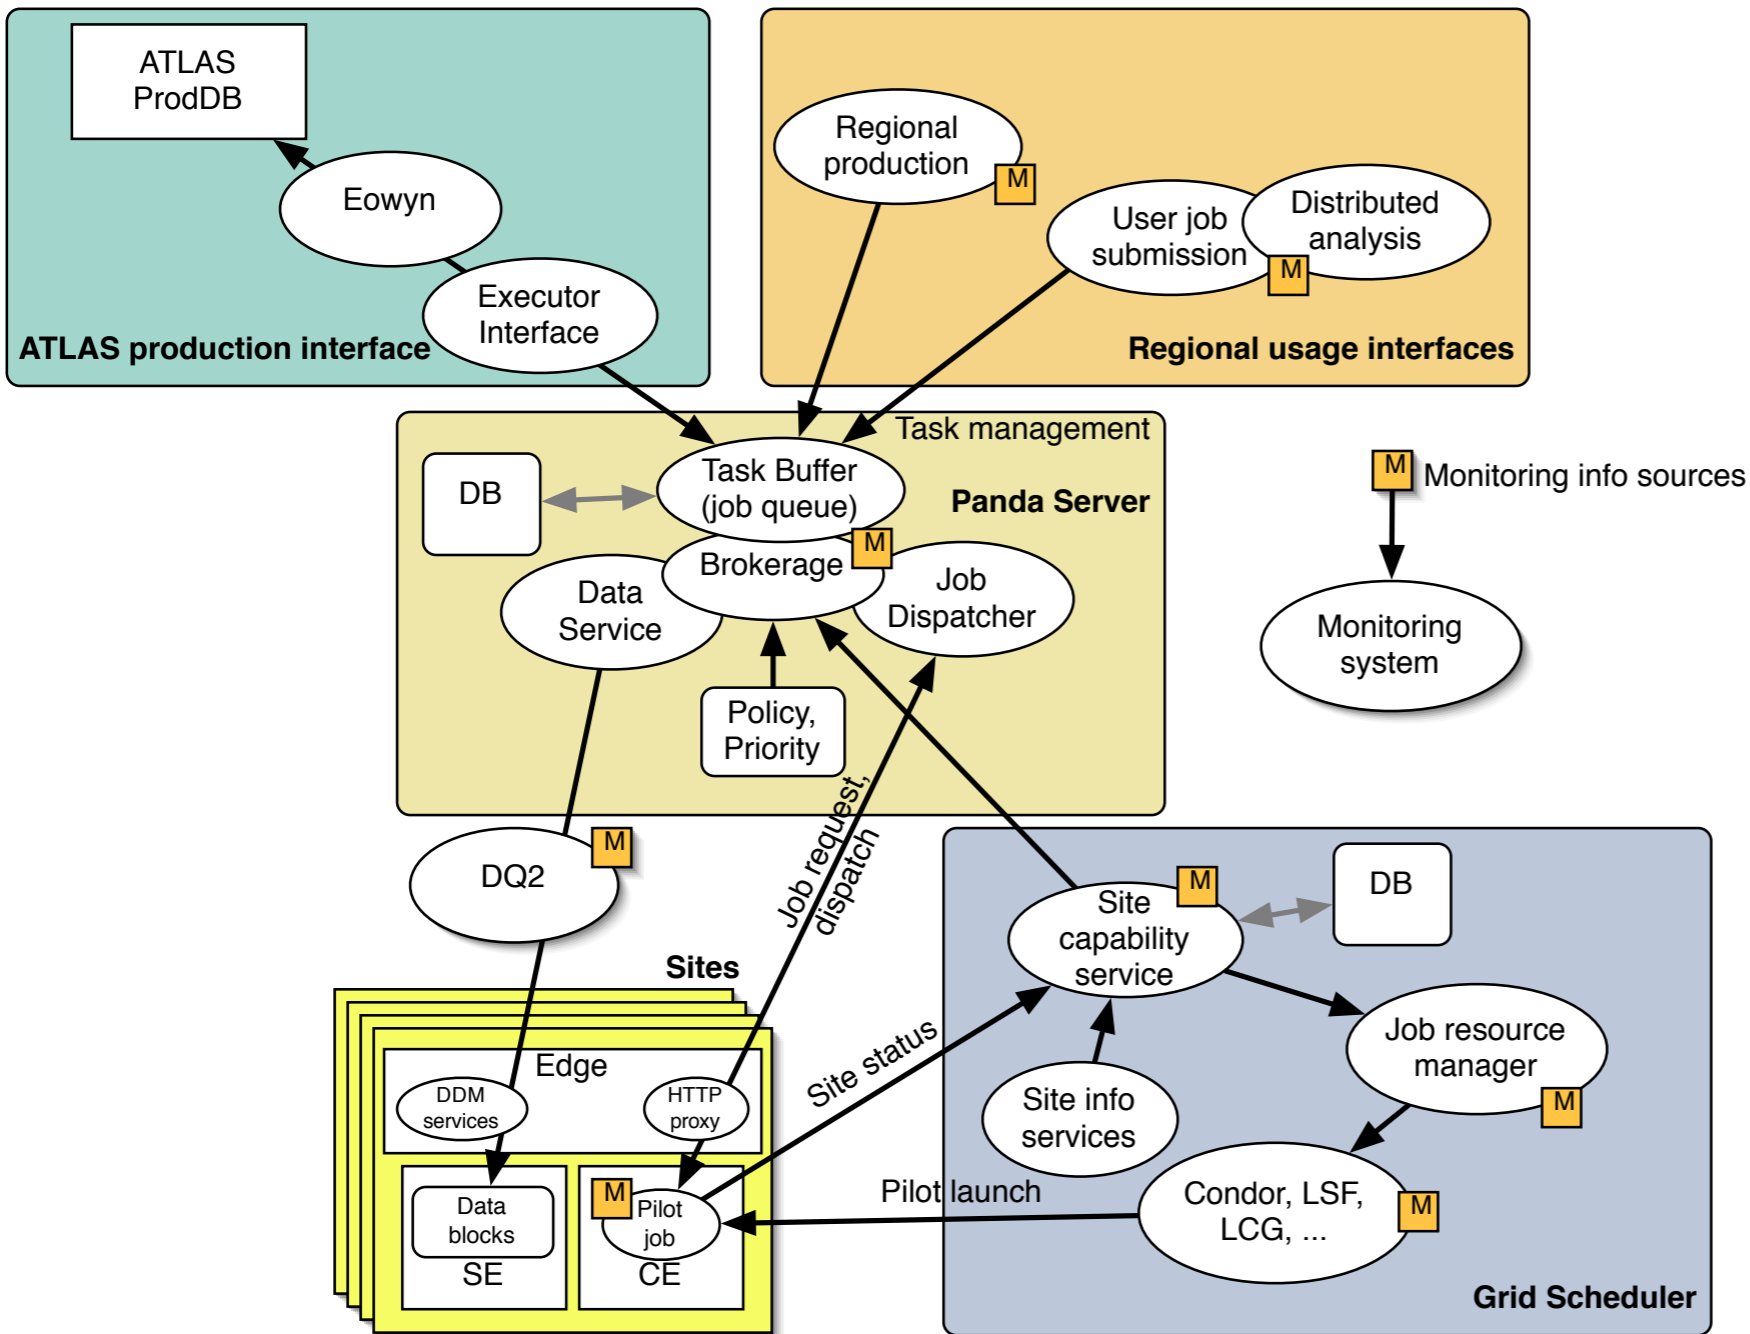 ATLAS
ProdDB
Eowyn
Executor
Interface
ATLAS production interface
Regional
production
M
User job
submission
M
Distributed
analysis
Regional usage interfaces
Task management
DB
Task Buffer
(job queue)
Panda Server
M
Brokerage
Data
Service
Job
Dispatcher
Policy,
Priority
M
Monitoring info sources
Monitoring
system
Job request,
dispatch
M
DQ2
Sites
Edge
DDM
services
HTTP
proxy
Data
blocks
SE
M
Pilot
job
CE
Site status
Pilot launch
M
Site
capability
service
DB
Job resource
manager
M
Site info
services
Condor, LSF,
LCG, ...
M
Grid Scheduler